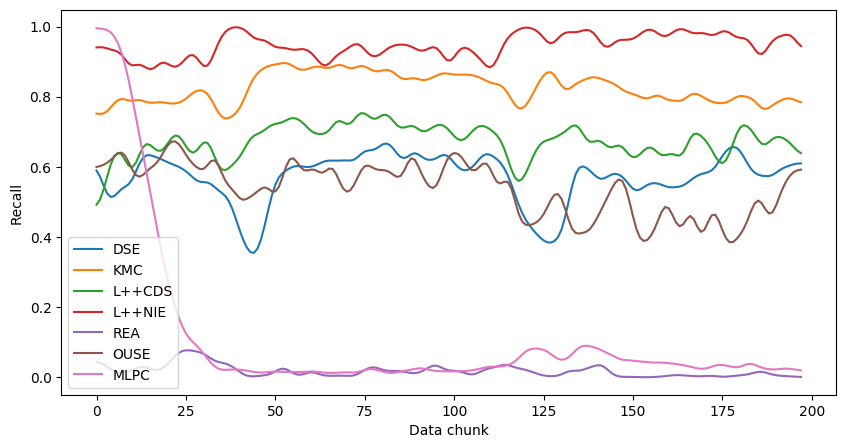 1.0
0.8
0.6
0.4
0.2
0.0
Recall
DSE
KMC
L++CDS
L++NIE
REA
OUSE
MLPC
0 25 50 75 100 125 150 175 200
Data chunk